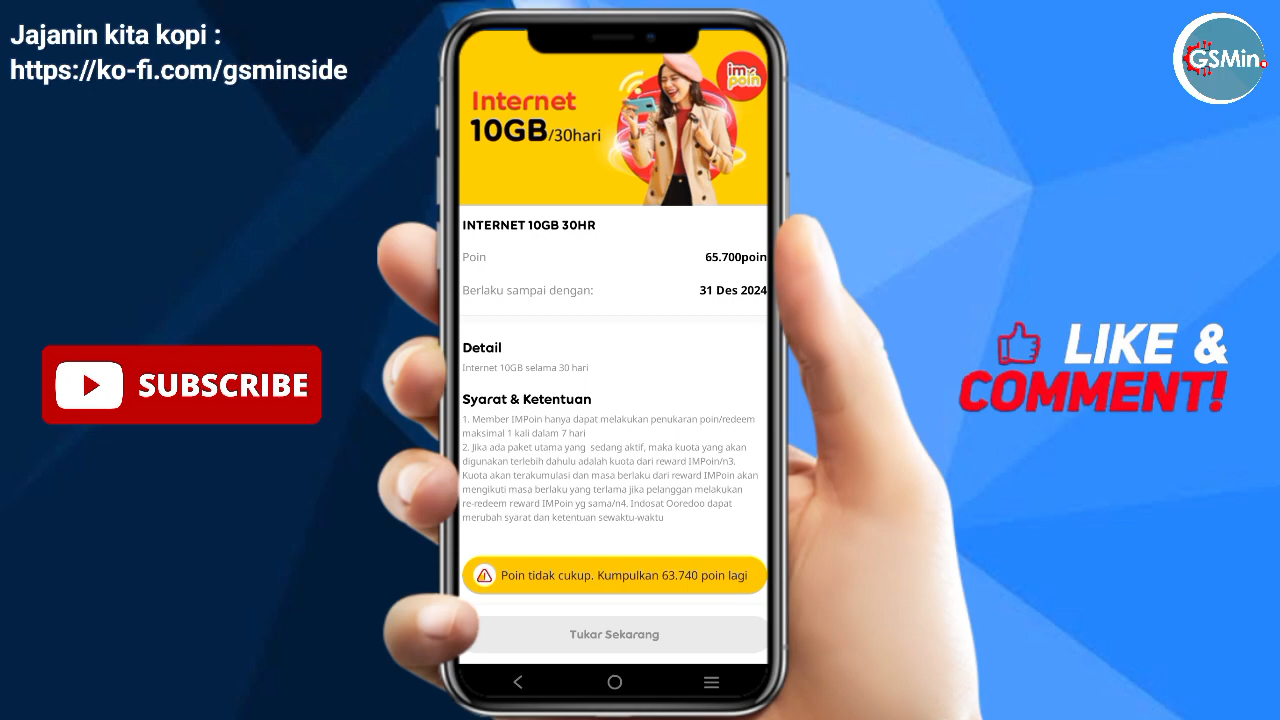 Jajanin kita kopi :
https://ko-fi.com/gsminside
GSMin.
im
poin
Internet
10GB/30hari
INTERNET 10GB 30HR
Poin 65.700poin
Berlaku sampai dengan: 31 Des 2024
Detail
Internet 10GB selama 30 hari
Syarat & Ketentuan
1. Member IMPoin hanya dapat melakukan penukaran poin/redeem
maksimal 1 kali dalam 7 hari
2. Jika ada paket utama yang  sedang aktif, maka kuota yang akan
digunakan terlebih dahulu adalah kuota dari reward IMPoin/n3.
Kuota akan terakumulasi dan masa berlaku dari reward IMPoin akan
mengikuti masa berlaku yang terlama jika pelanggan melakukan
re-redeem reward IMPoin yg sama/n4. Indosat Ooredoo dapat
merubah syarat dan ketentuan sewaktu-waktu
Poin tidak cukup. Kumpulkan 63.740 poin lagi
Tukar Sekarang
SUBSCRIBE
LIKE &
COMMENT!